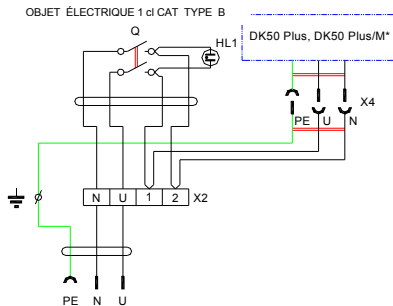 OBJET ÉLECTRIQUE 1 cl CAT TYPE B
Q
HL1
DK50 Plus, DK50 Plus/M*
X4
PE U N
N U 1 2 X2
PE N U